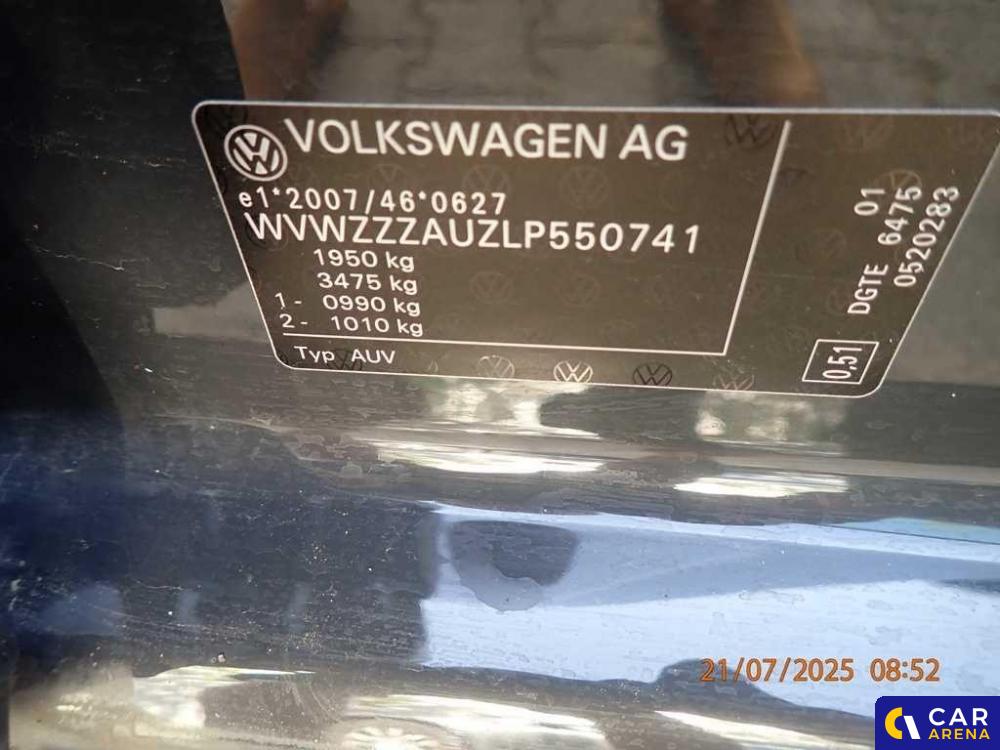 VOLKSWAGEN AG
e1*2007/46*0627
WVWZZZAUZLP550741
1950 kg
3475 kg
1 - 0990 kg
2 - 1010 kg
Typ AUV
01
DGTE 6475
0520283
0,51
21/07/2025 08:52
CAR
ARENA